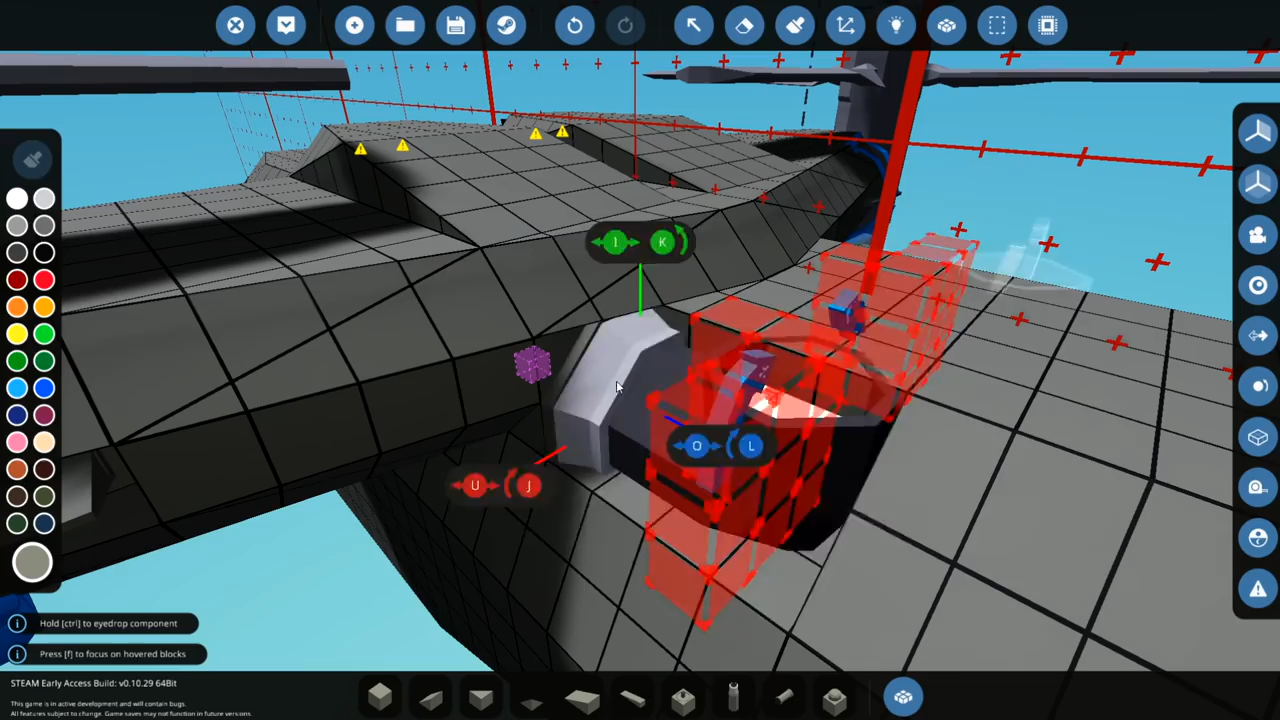 I K
O L
U J
Hold [ctrl] to eyedrop component
Press [f] to focus on hovered blocks
STEAM Early Access Build: v0.10.29 64Bit
This game is in active development and will contain bugs.
All features subject to change. Game saves may not function in future versions.